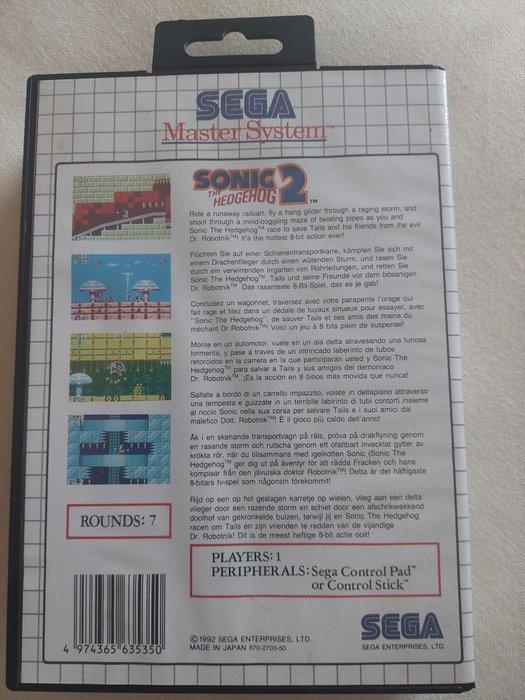 SEGA
Master System™
SONIC
THE
HEDGEHOG 2™
Ride a runaway railcart, fly a hang glider through a raging storm, and
shoot through a mind-boggling maze of twisting pipes as you and
Sonic The Hedgehog™ race to save Tails and his friends from the evil
Dr. Robotnik™! It's the hottest 8-bit action ever!
Flüchten Sie auf einer Schienentransportkarre, kämpfen Sie sich mit
einem Drachenflieger durch einen wütenden Sturm, und rasen Sie
durch ein verwirrenden Irrgarten von Rohrleitungen, und retten Sie
Sonic The Hedgehog™, Tails und seine Freunde vor dem bösartigen
Dr. Robotnik™. Das rasanteste 8-Bit-Spiel, das es je gab!
Conduisez un wagonnet, traversez avec votre parapente l'orage qui
fait rage et filez dans un dédale de tuyaux sinueux pour essayer, avec
"Sonic The Hedgehog", de sauver Tails et ses amis des mains du
méchant Dr Robotnik™! Voici un jeu à 8 bits plein de suspense!
Monte en un automotor, vuele en un ala delta atravesando una furiosa
tormenta, y pase a través de un intrincado laberinto de tubos
retorcidos en la carrera en la que participarán usted y Sonic The
Hedgehog™ para salvar a Tails y a sus amigos del demoniaco
Dr. Robotnik™. ¡Es la acción en 8 bitios más movida que nunca!
Saltate a bordo di un carrello impazzito, volate in deltaplano attraverso
una tempesta e guizzate in un terribile labirinto di tubi contorti insieme
al riccio Sonic nella sua corsa per salvare Tails e i suoi amici dal
malefico Dott. Robotnik™! È il gioco più caldo dell'anno!
Åk i en skenande transportvagn på räls, pröva på drakflyning genom
en rasande storm och rutscha genom ett olattbart invecklat gytter av
krökta rör, när du tillsammans med igelkotten Sonic (Sonic The
Hedgehog™ ger dig ut på äventyr för att rädda Fracken och hans
kompisar från den jävulska doktor Robotnik™! Detta är det häftigaste
8-bitars tv-spel som någonsin förekommit!
Rijd op een op hol geslagen karretje op wielen, vlieg aan een delta
vlieger door een razende storm en schiet door een afschrikwekkend
doolhof van gekronkelde buizen, terwijl jij en Sonic The Hedgehog
racen om Tails en zijn vrienden te redden van de vijandige
Dr. Robotnik! Dit is de meest heftige 8-bit actie ooit!
ROUNDS: 7
PLAYERS: 1
PERIPHERALS: Sega Control Pad™
or Control Stick™
4 974365 635350
©1992 SEGA ENTERPRISES, LTD.
MADE IN JAPAN 670-2703-50
SEGA
SEGA ENTERPRISES, LTD.